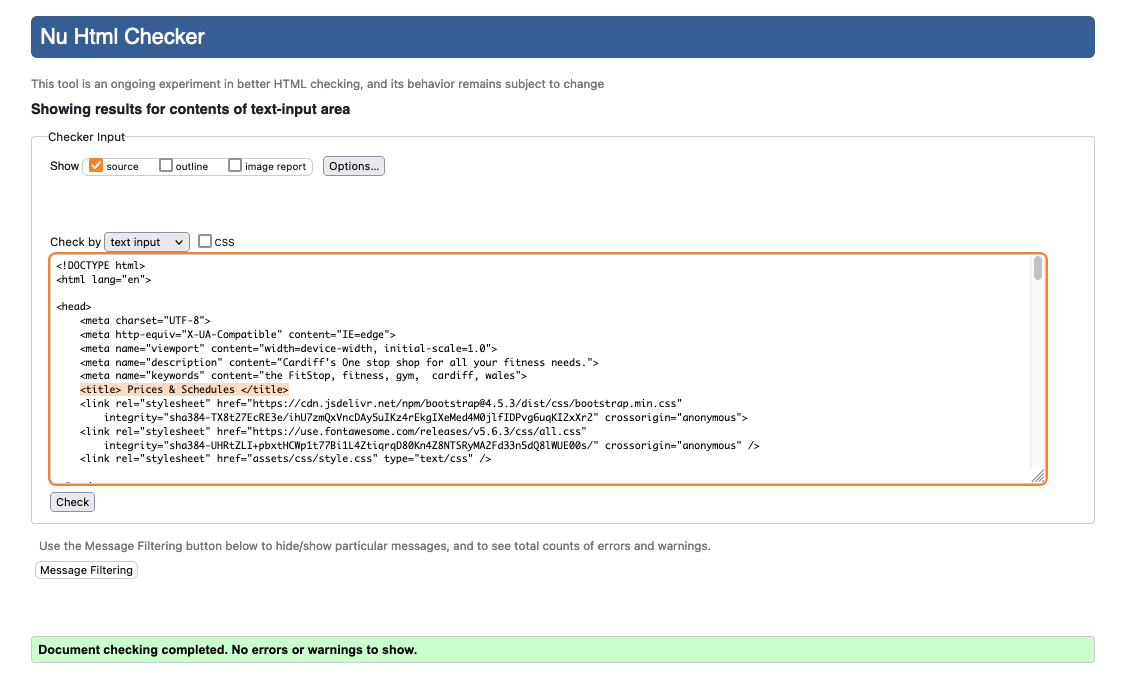 Nu Html Checker
This tool is an ongoing experiment in better HTML checking, and its behavior remains subject to change
Showing results for contents of text-input area
Checker Input
Show source outline image report Options...
Check by text input CSS
<!DOCTYPE html>
<html lang="en">
<head>
<meta charset="UTF-8">
<meta http-equiv="X-UA-Compatible" content="IE=edge">
<meta name="viewport" content="width=device-width, initial-scale=1.0">
<meta name="description" content="Cardiff's One stop shop for all your fitness needs.">
<meta name="keywords" content="the FitStop, fitness, gym,  cardiff, wales">
<title> Prices & Schedules </title>
<link rel="stylesheet" href="https://cdn.jsdelivr.net/npm/bootstrap@4.5.3/dist/css/bootstrap.min.css"
integrity="sha384-TX8t27EcRE3e/ihU7zmQxVncDAy5uIKz4rEkgIXeMed4M0jlfIDPvg6uqKI2xXr2" crossorigin="anonymous">
<link rel="stylesheet" href="https://use.fontawesome.com/releases/v5.6.3/css/all.css"
integrity="sha384-UHRtZLI+pbxtHCWp1t77Bi1L4ZtiqrqD80Kn4Z8NTSRyMA2Fd33n5dQ8lWUE00s/" crossorigin="anonymous" />
<link rel="stylesheet" href="assets/css/style.css" type="text/css" />
Check
Use the Message Filtering button below to hide/show particular messages, and to see total counts of errors and warnings.
Message Filtering
Document checking completed. No errors or warnings to show.